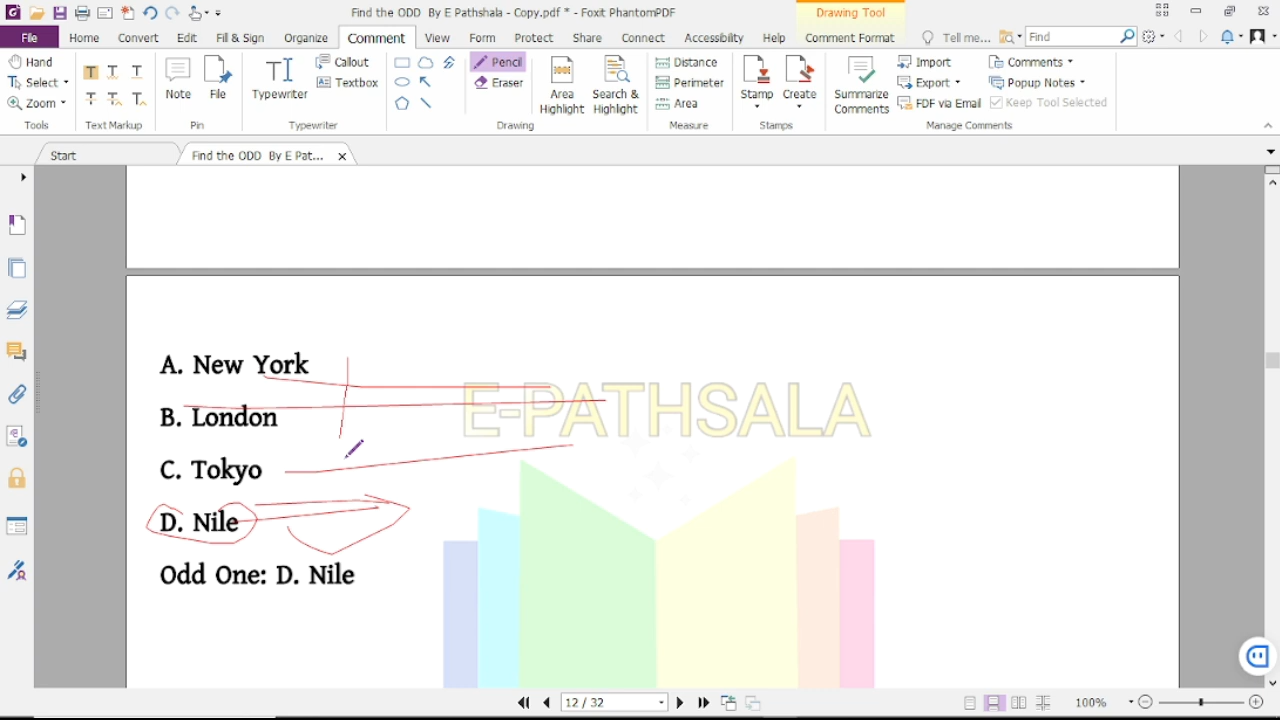 Find the ODD By E Pathshala - Copy.pdf * - Foxit PhantomPDF
Drawing Tool
File Home Convert Edit Fill & Sign Organize Comment View Form Protect Share Connect Accessibility Help Comment Format Tell me... Find
Hand
Select
Zoom
Tools
Text Markup
Note
File
Pin
Typewriter
Callout
Textbox
Typewriter
Pencil
Eraser
Area Highlight
Search & Highlight
Drawing
Distance
Perimeter
Area
Measure
Stamp
Create
Stamps
Summarize Comments
Import
Export
FDF via Email
Comments
Popup Notes
Keep Tool Selected
Manage Comments
Start
Find the ODD By E Pat...
A. New York
B. London
C. Tokyo
D. Nile
Odd One: D. Nile
E-PATHSALA
12 / 32
100%